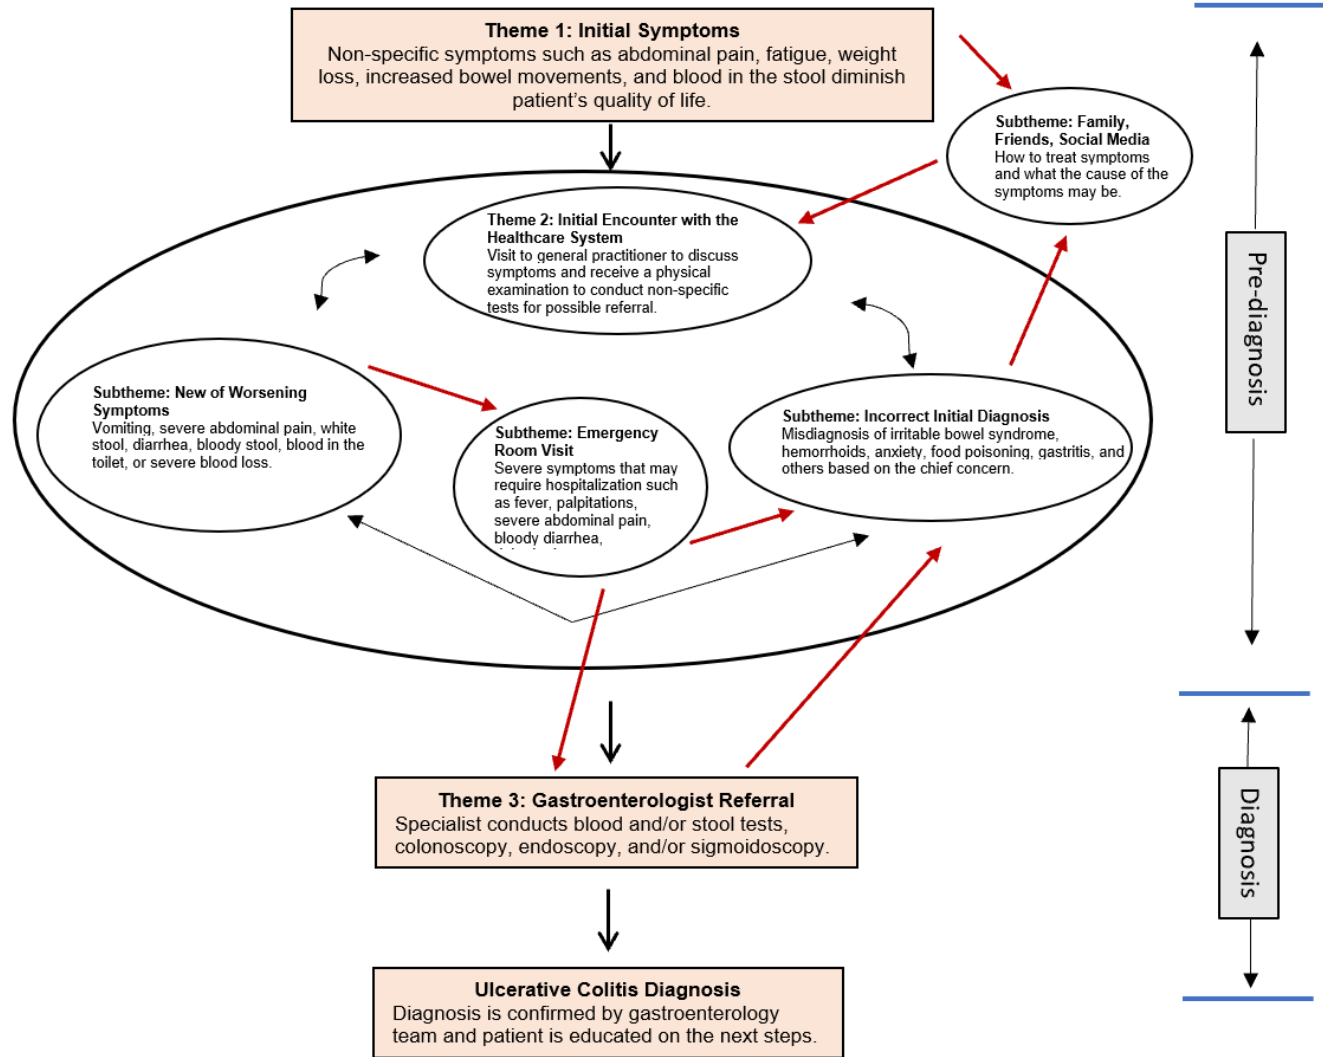 Theme 1: Initial Symptoms
Non-specific symptoms such as abdominal pain, fatigue, weight
loss, increased bowel movements, and blood in the stool diminish
patient's quality of life.
Subtheme: Family,
Friends, Social Media
How to treat symptoms
and what the cause of the
symptoms may be.
Theme 2: Initial Encounter with the
Healthcare System
Visit to general practitioner to discuss
symptoms and receive a physical
examination to conduct non-specific
tests for possible referral.
Pre-diagnosis
Subtheme: New of Worsening
Symptoms
Vomiting, severe abdominal pain, white
stool, diarrhea, bloody stool, blood in the
toilet, or severe blood loss.
Subtheme: Emergency
Room Visit
Severe symptoms that may
require hospitalization such
as fever, palpitations,
severe abdominal pain,
bloody diarrhea,
Subtheme: Incorrect Initial Diagnosis
Misdiagnosis of irritable bowel syndrome,
hemorrhoids, anxiety, food poisoning, gastritis, and
others based on the chief concern.
Theme 3: Gastroenterologist Referral
Specialist conducts blood and/or stool tests,
colonoscopy, endoscopy, and/or sigmoidoscopy.
Diagnosis
Ulcerative Colitis Diagnosis
Diagnosis is confirmed by gastroenterology
team and patient is educated on the next steps.